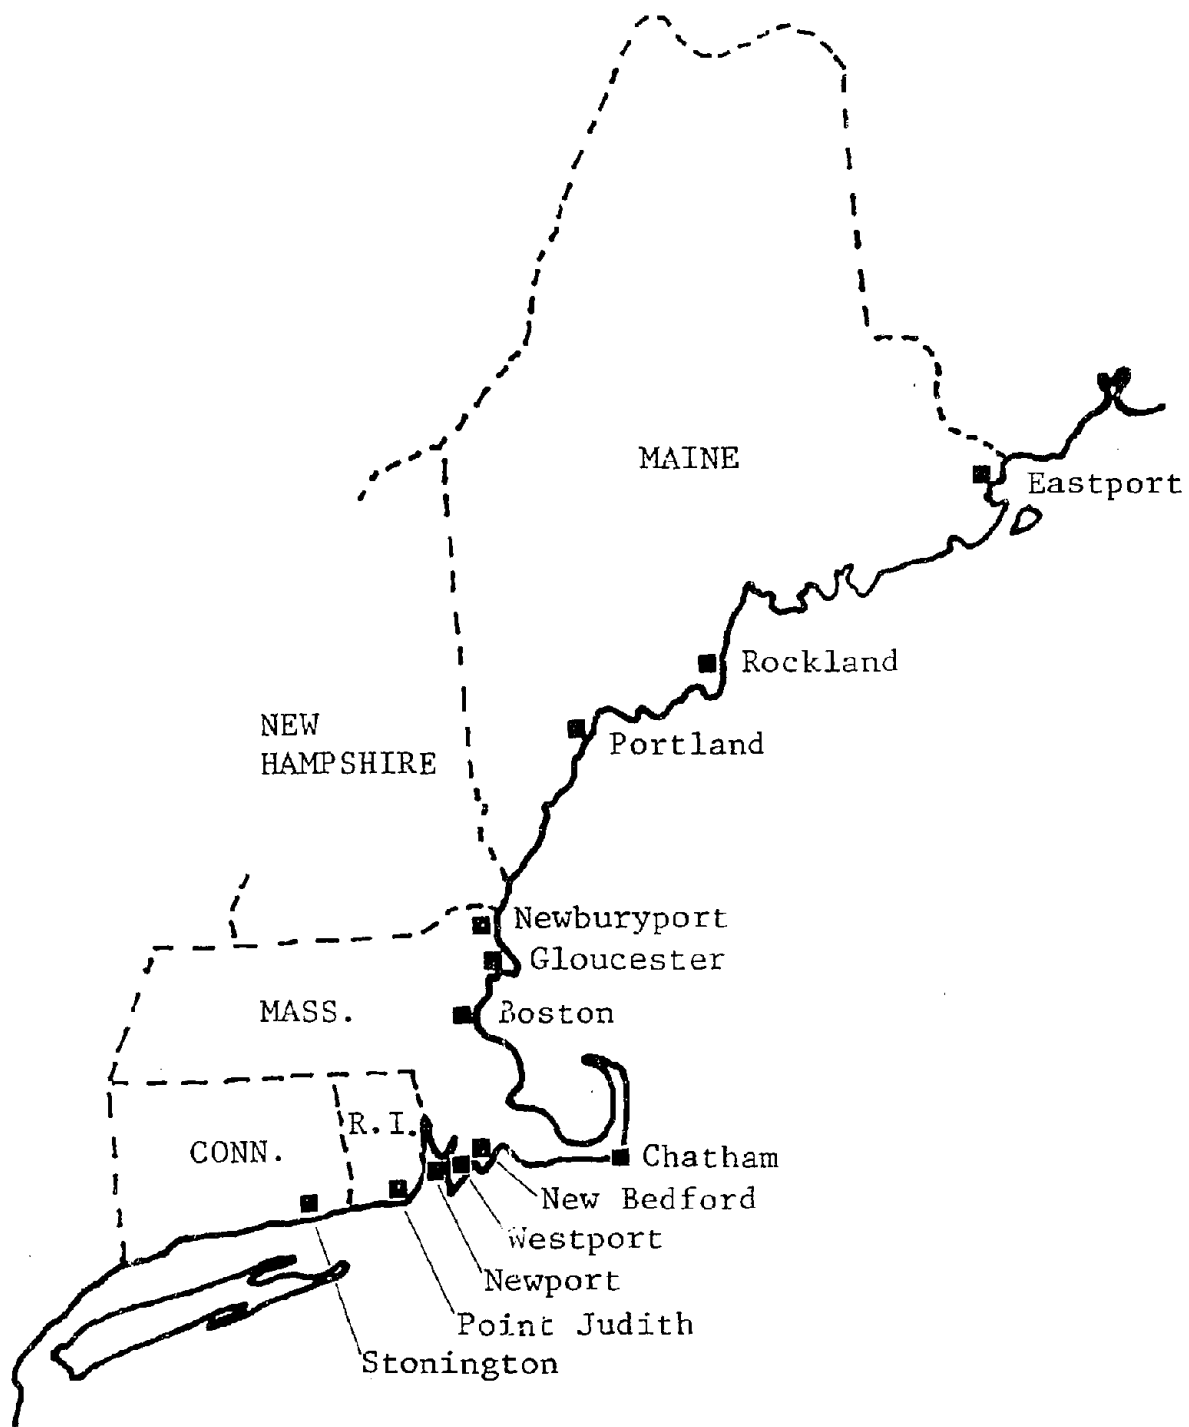 MAINE
Eastport
Rockland
NEW
HAMPSHIRE
Portland
Newburyport
Gloucester
MASS.
Boston
R.I.
CONN.
Chatham
New Bedford
Westport
Newport
Point Judith
Stonington